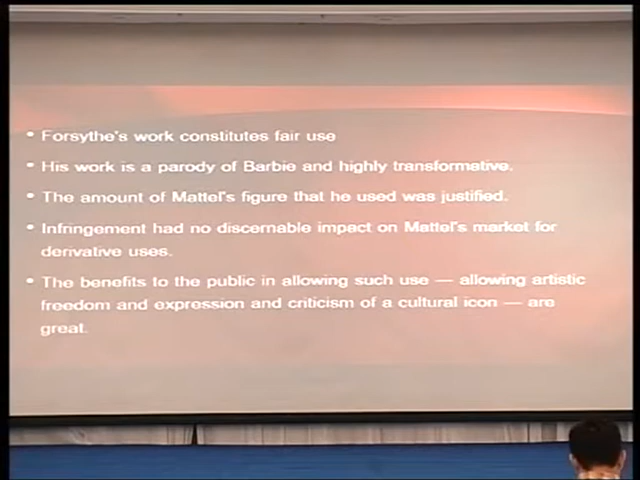 • Forsythe's work constitutes fair use
• His work is a parody of Barbie and highly transformative.
• The amount of Mattel's figure that he used was justified.
• Infringement had no discernable impact on Mattel's market for
derivative uses.
• The benefits to the public in allowing such use — allowing artistic
freedom and expression and criticism of a cultural icon — are
great.